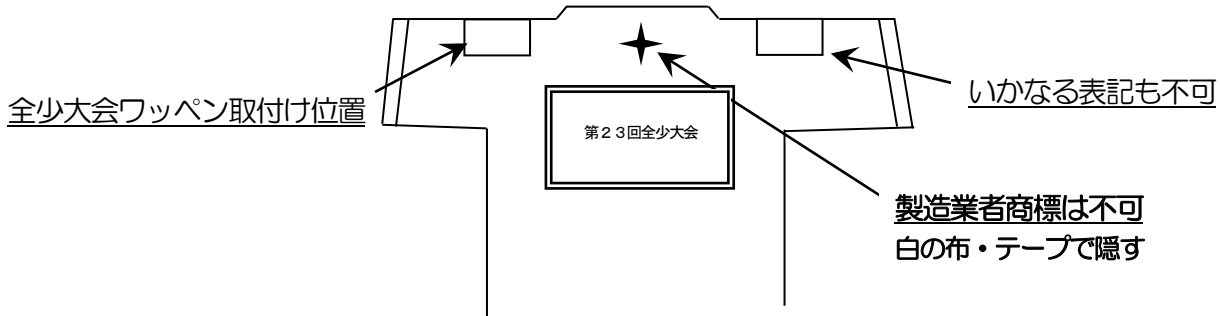 全少大会ワッペン取付け位置
いかなる表記も不可
第２３回全少大会
製造業者商標は不可
白の布・テープで隠す